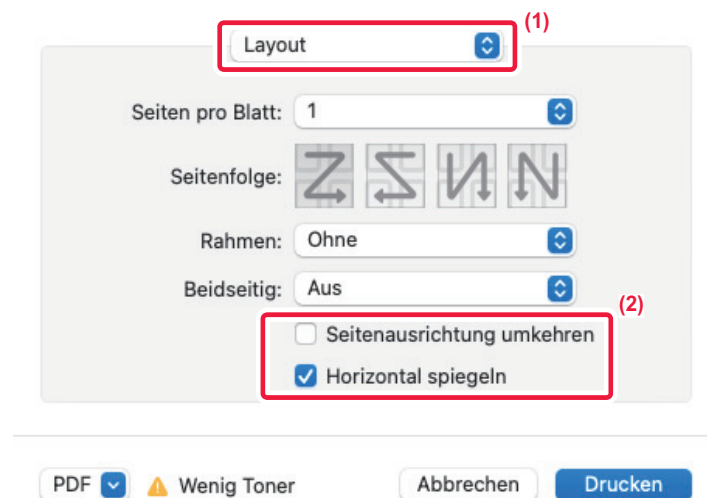 (1)
Layout
Seiten pro Blatt: 1
Seitenfolge:
Rahmen: Ohne
Beidseitig: Aus
(2)
Seitenausrichtung umkehren
Horizontal spiegeln
PDF Wenig Toner Abbrechen Drucken